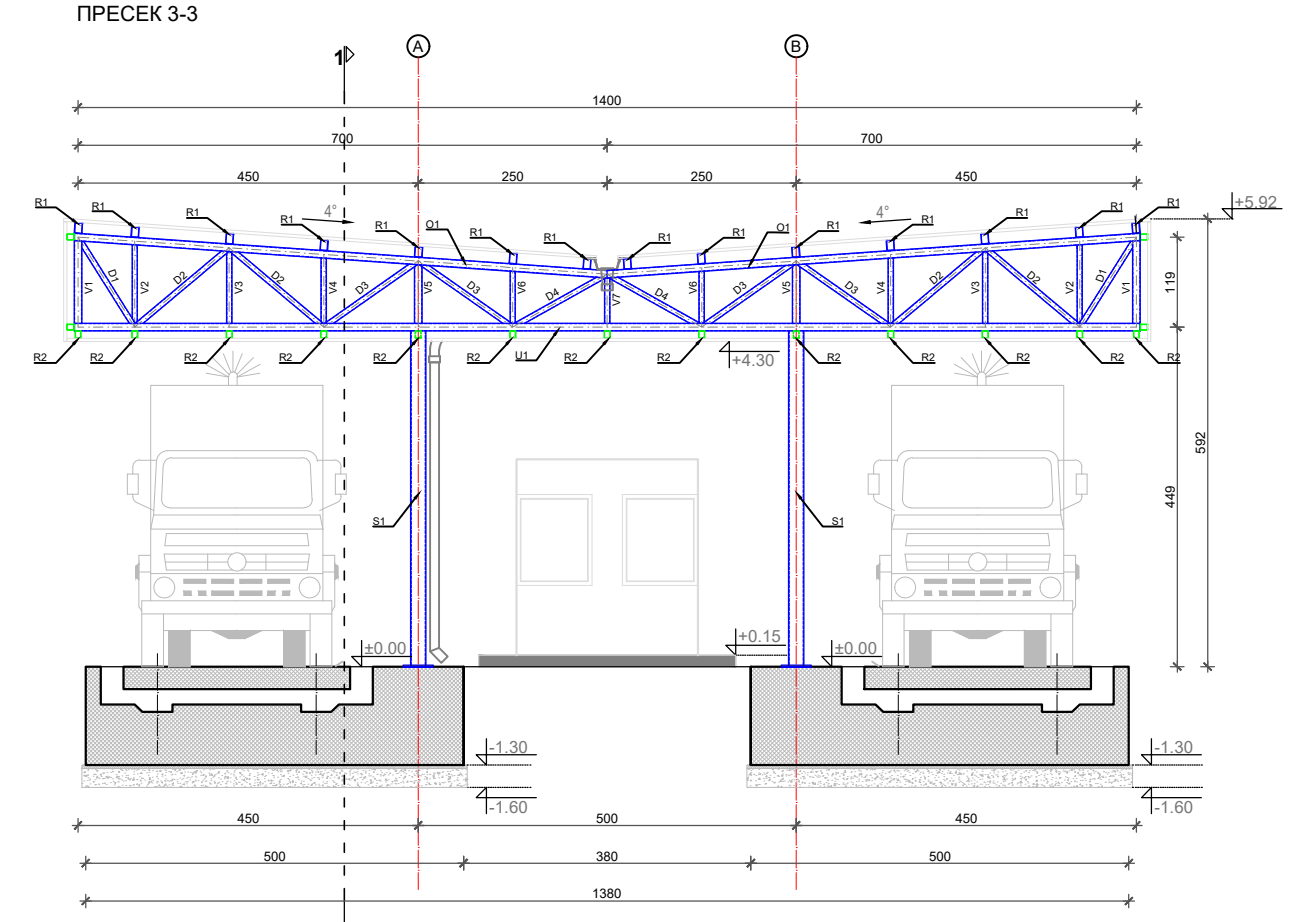 ПРЕСЕК 3-3
1
A
B
1400
700
700
450
250
250
450
+5.92
R1
R1
R1
R1
R1
R1
R1
R1
R1
R1
R1
R1
R1
R1
4°
4°
O1
O1
V1
D1
V2
D2
V3
D2
V4
D3
V5
D3
V6
D4
V7
D4
V6
D3
V5
D3
V4
D2
V3
D2
V2
D1
V1
119
R2
R2
R2
R2
R2
R2
U1
R2
R2
R2
R2
R2
R2
R2
+4.30
592
449
S1
S1
±0.00
+0.15
±0.00
-1.30
-1.30
-1.60
-1.60
450
500
450
500
380
500
1380